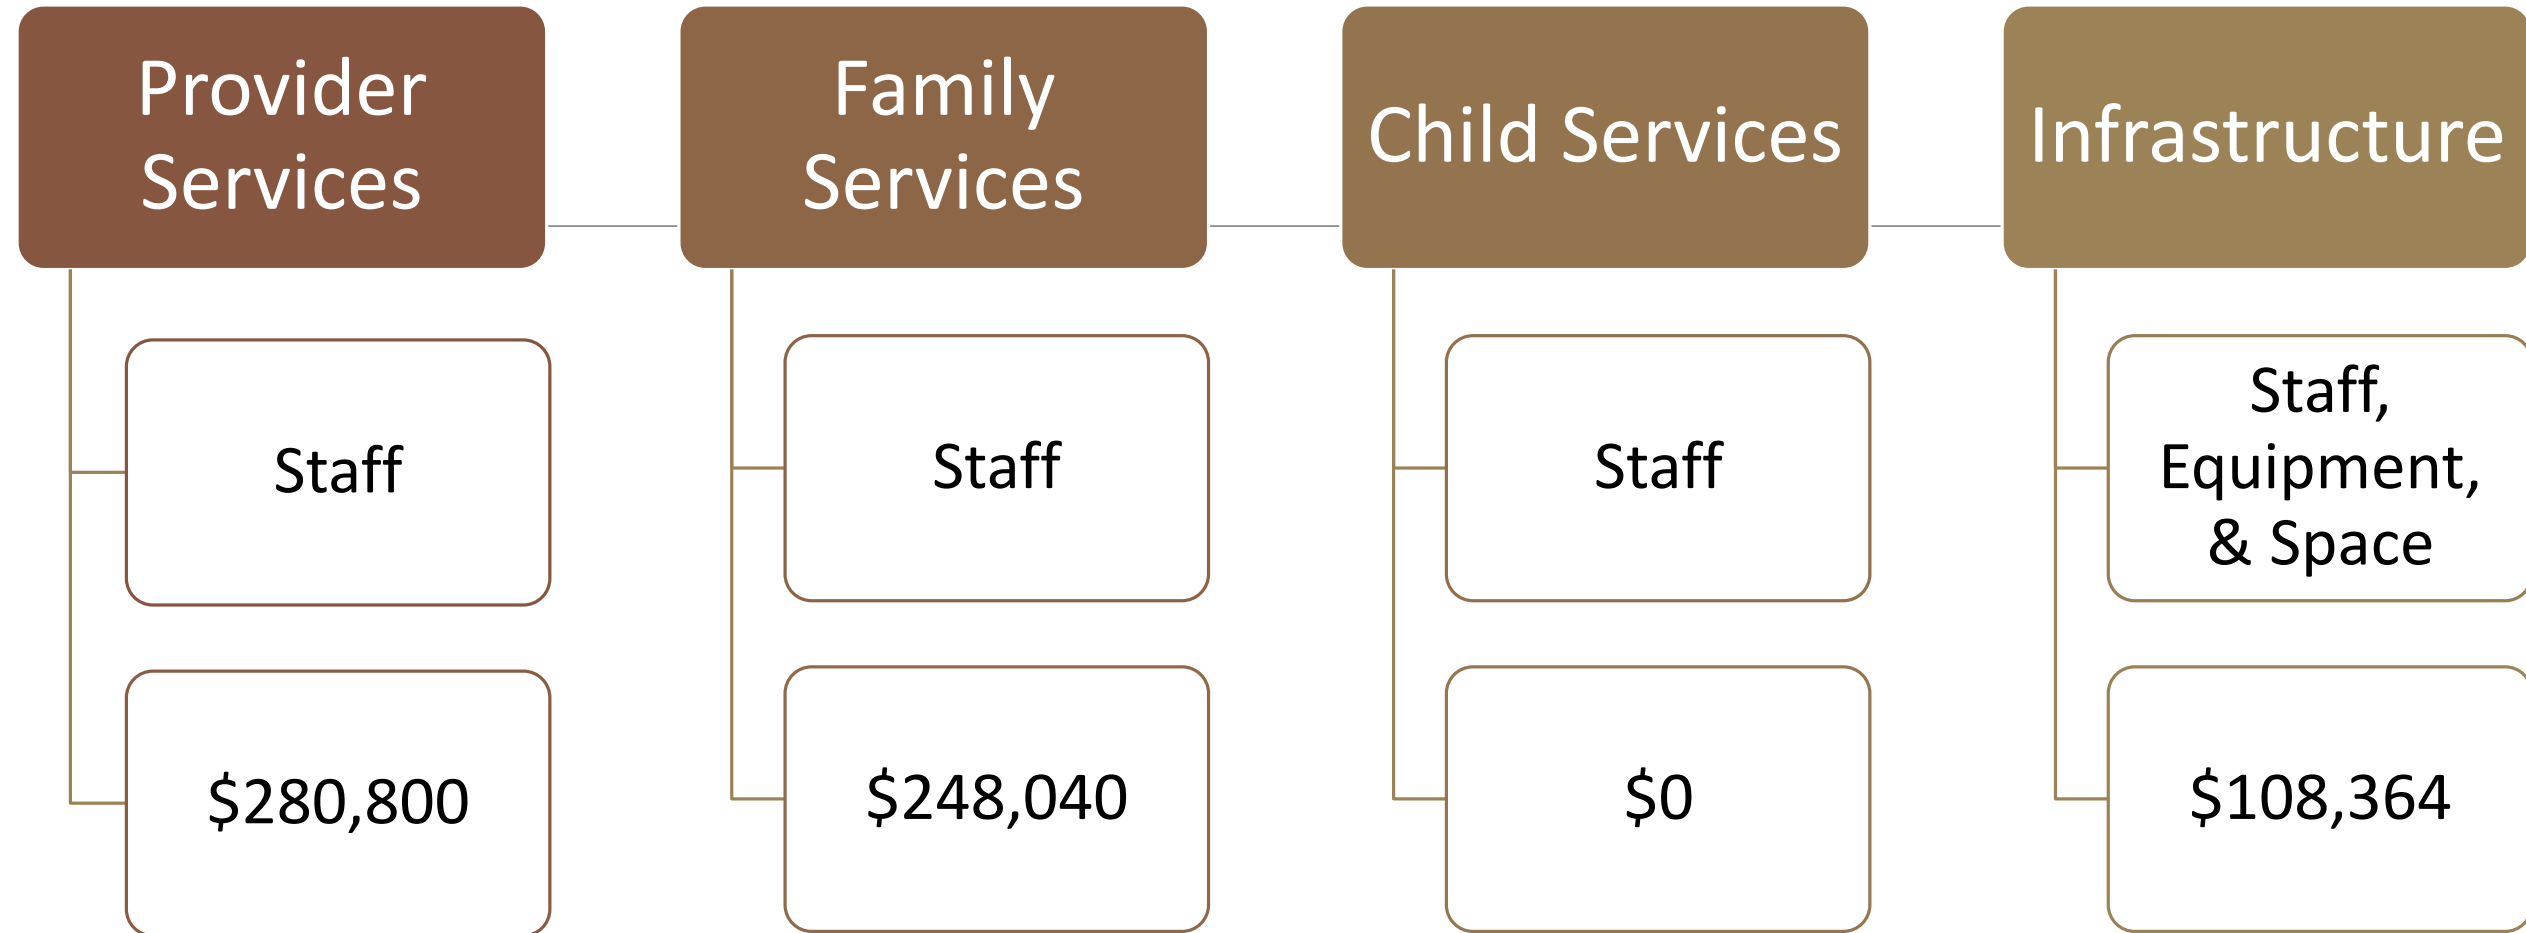 Provider
Services
Family
Services
Child Services
Infrastructure
Staff
Staff
Staff
Staff,
Equipment,
& Space
$280,800
$248,040
$0
$108,364